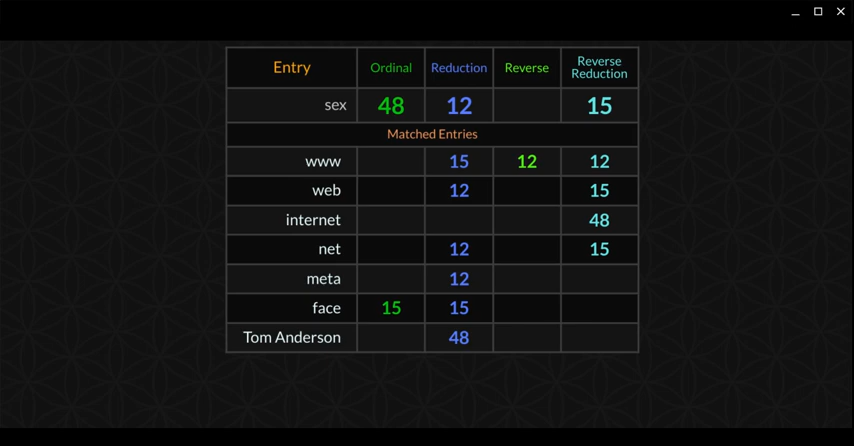 Entry Ordinal Reduction Reverse Reverse Reduction
sex 48 12 15
Matched Entries
www 15 12 12
web 12 15
internet 48
net 12 15
meta 12
face 15 15
Tom Anderson 48